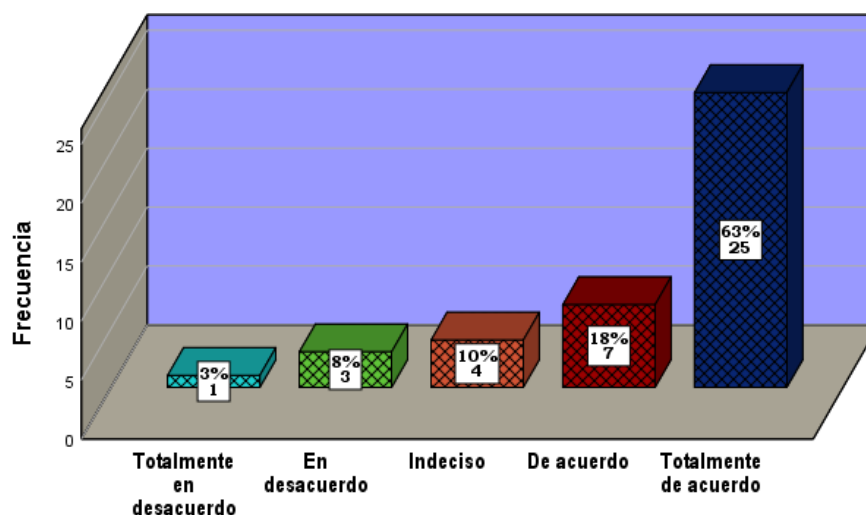 Frecuencia
25
20
15
10
5
0
3%
1
8%
3
10%
4
18%
7
63%
25
Totalmente
en
desacuerdo
En
desacuerdo
Indeciso
De acuerdo
Totalmente
de acuerdo